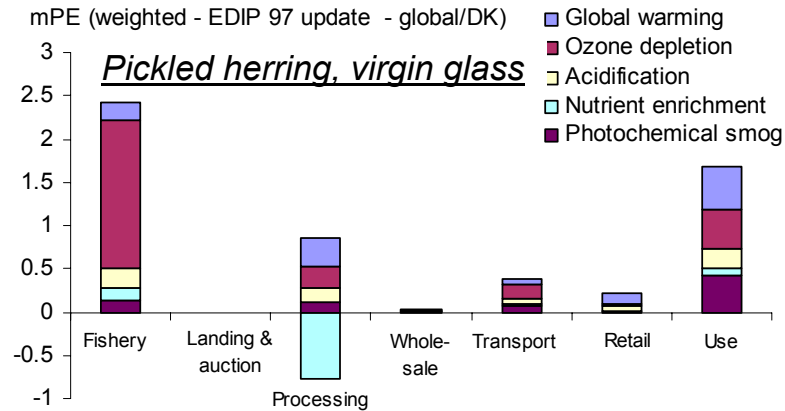 mPE (weighted - EDIP 97 update - global/DK)
Pickled herring, virgin glass
Global warming
Ozone depletion
Acidification
Nutrient enrichment
Photochemical smog
3
2.5
2
1.5
1
0.5
0
-0.5
-1
Fishery
Landing &
auction
Processing
Whole-
sale
Transport
Retail
Use